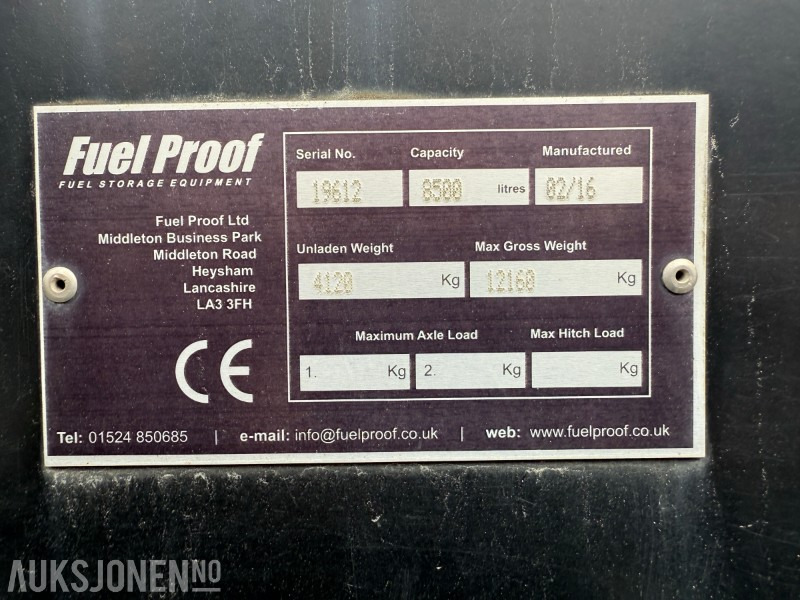 Fuel Proof
FUEL STORAGE EQUIPMENT
Fuel Proof Ltd
Middleton Business Park
Middleton Road
Heysham
Lancashire
LA3 3FH
CE
Serial No. Capacity Manufactured
19612 8500 litres 02/16
Unladen Weight Max Gross Weight
4120 Kg 12160 Kg
Maximum Axle Load Max Hitch Load
1. Kg 2. Kg Kg
Tel: 01524 850685 | e-mail: info@fuelproof.co.uk | web: www.fuelproof.co.uk
AUKSJONEN.NO